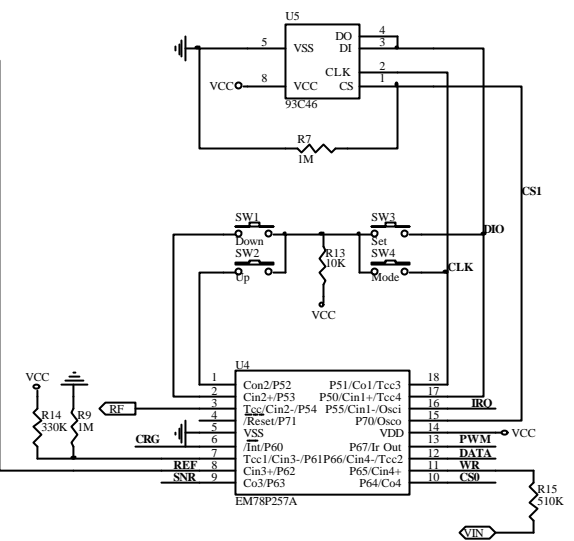 U5
4 DO
5 VSS DI 3
CLK 2
VCC 8 VCC CS 1
93C46
R7
1M
CS1
SW1 SW3
Down Set DIO
SW2 R13 SW4
10K
Up Mode CLK
VCC
U4
VCC
1 Con2/P52 P51/Co1/Tcc3 18
2 Cin2+/P53 P50/Cin1+/Tcc4 17
R14 R9 RF 3 Tcc/Cin2-/P54 P55/Cin1-/Osci 16 IRO
330K 1M 4 /Reset/P71 P70/Osco 15
5 VSS VDD 14 VCC
CRG 6 /Int/P60 P67/Ir Out 13 PWM
7 Tcc1/Cin3-/P61 P66/Cin4-/Tcc2 12 DATA
REF 8 Cin3+/P62 P65/Cin4+ 11 WR
SNR 9 Co3/P63 P64/Co4 10 CS0
EM78P257A
R15
510K
VIN